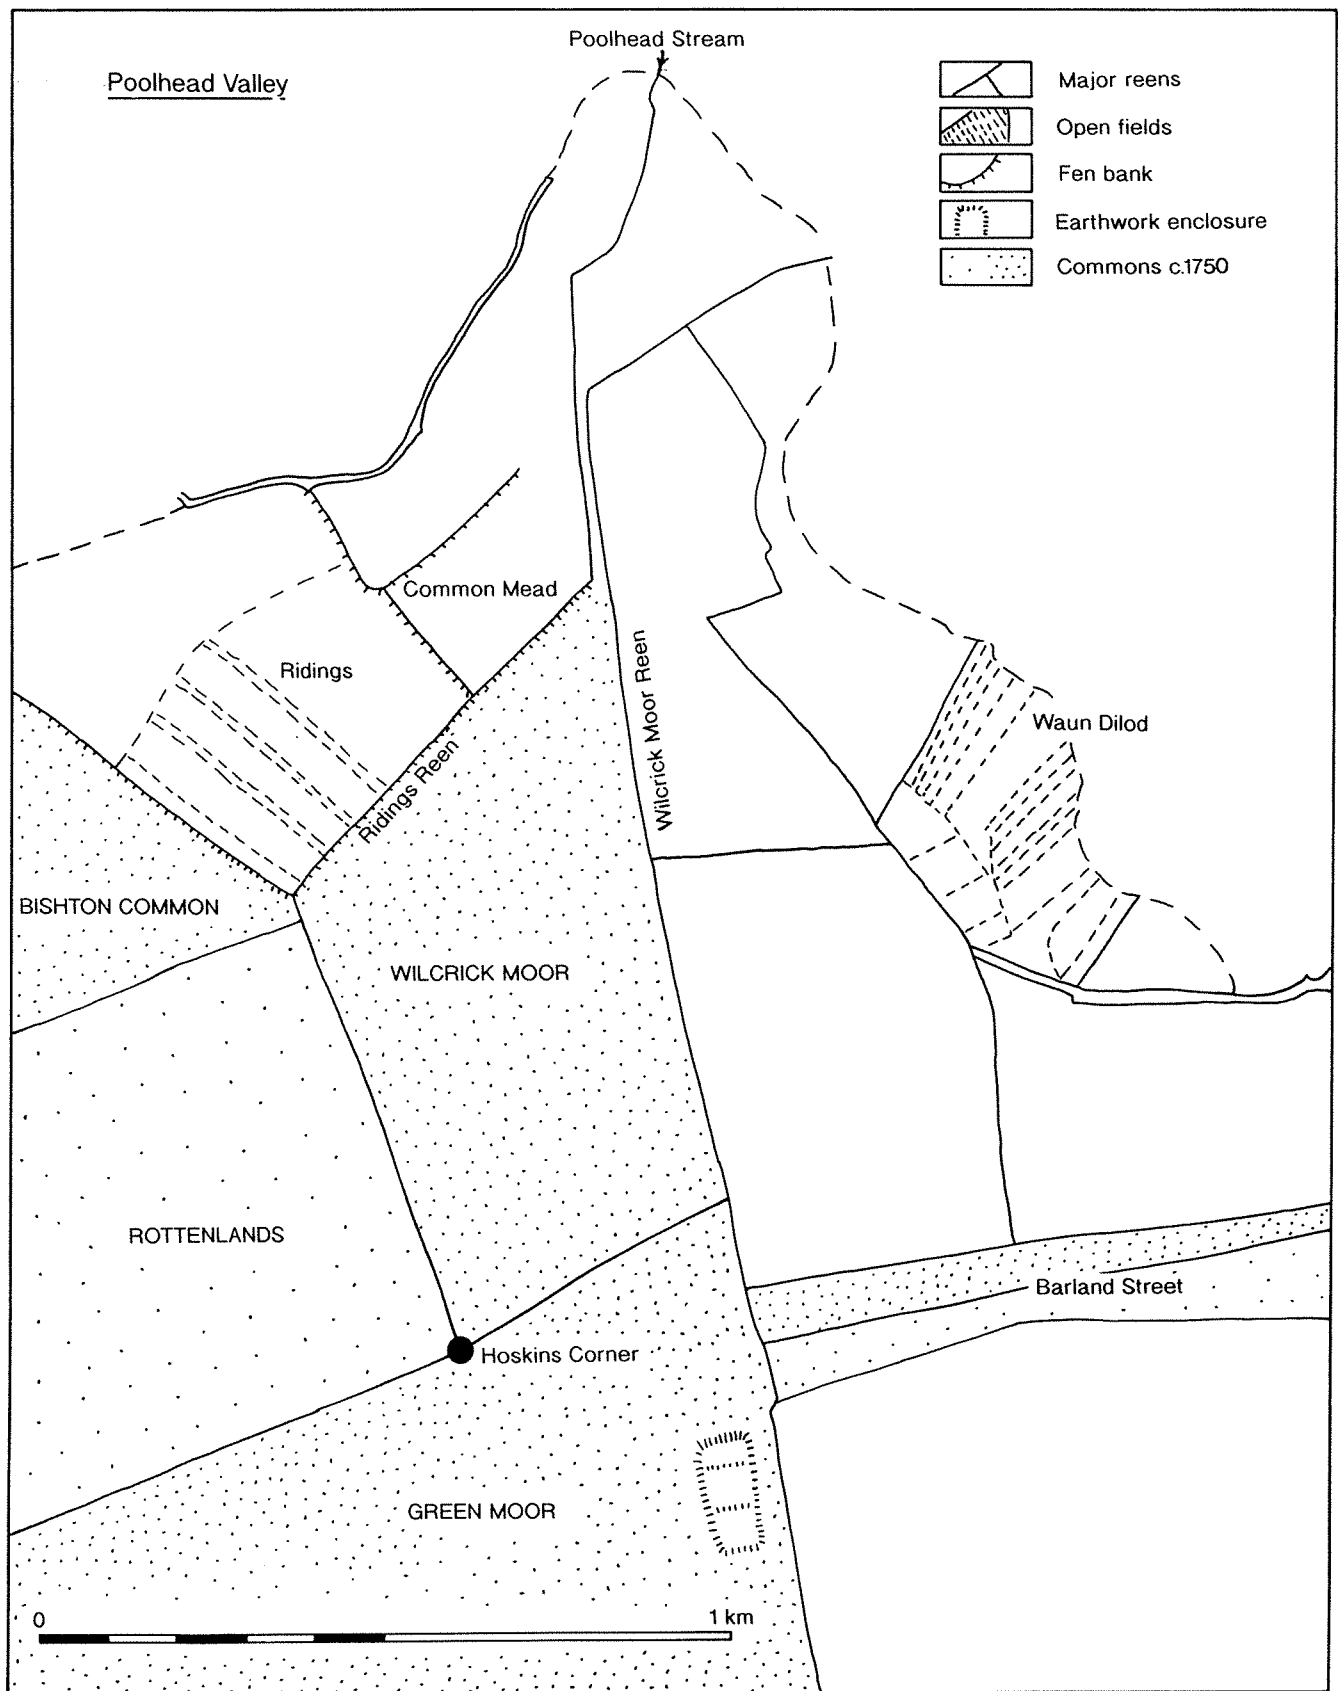 Poolhead Stream
Poolhead Valley
Major reens
Open fields
Fen bank
Earthwork enclosure
Commons c.1750
Common Mead
Ridings
Wilcrick Moor Reen
Waun Dilod
Ridings Reen
BISHTON COMMON
WILCRICK MOOR
ROTTENLANDS
Barland Street
Hoskins Corner
GREEN MOOR
0
1 km